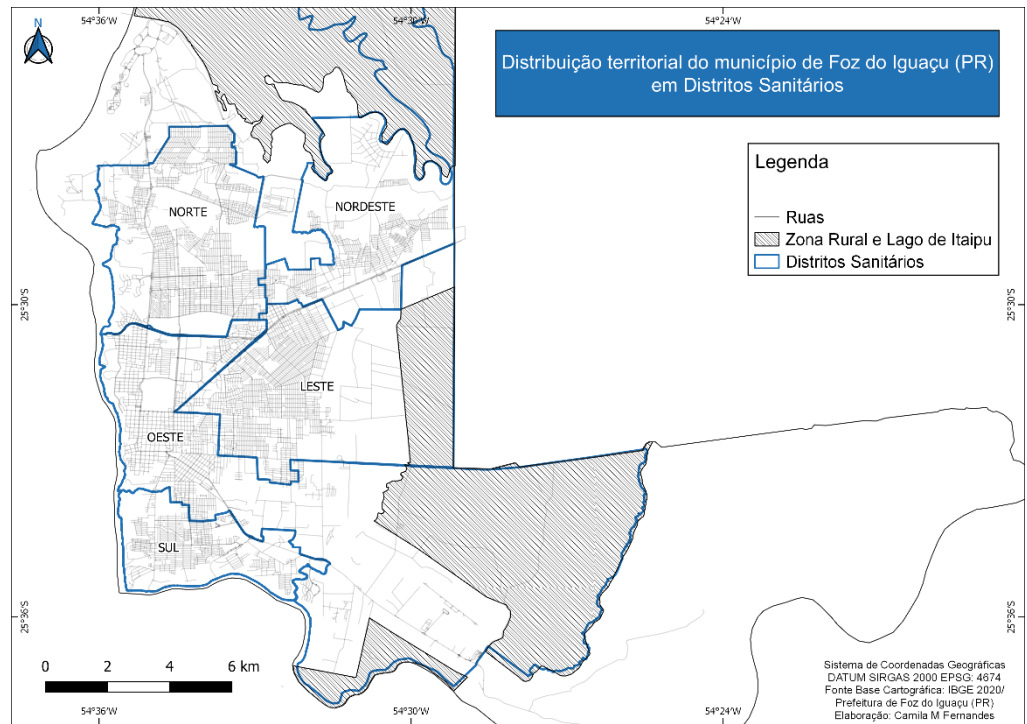 54°36'W
54°30'W
54°24'W
N
Distribuição territorial do município de Foz do Iguaçu (PR)
em Distritos Sanitários
Legenda
Ruas
Zona Rural e Lago de Itaipu
Distritos Sanitários
NORTE
NORDESTE
25°30'S
25°30'S
LESTE
OESTE
SUL
25°36'S
25°36'S
0 2 4 6 km
Sistema de Coordenadas Geográficas
DATUM SIRGAS 2000 EPSG: 4674
Fonte Base Cartográfica: IBGE 2020/
Prefeitura de Foz do Iguaçu (PR)
Elaboração: Camila M Fernandes
54°36'W
54°30'W
54°24'W